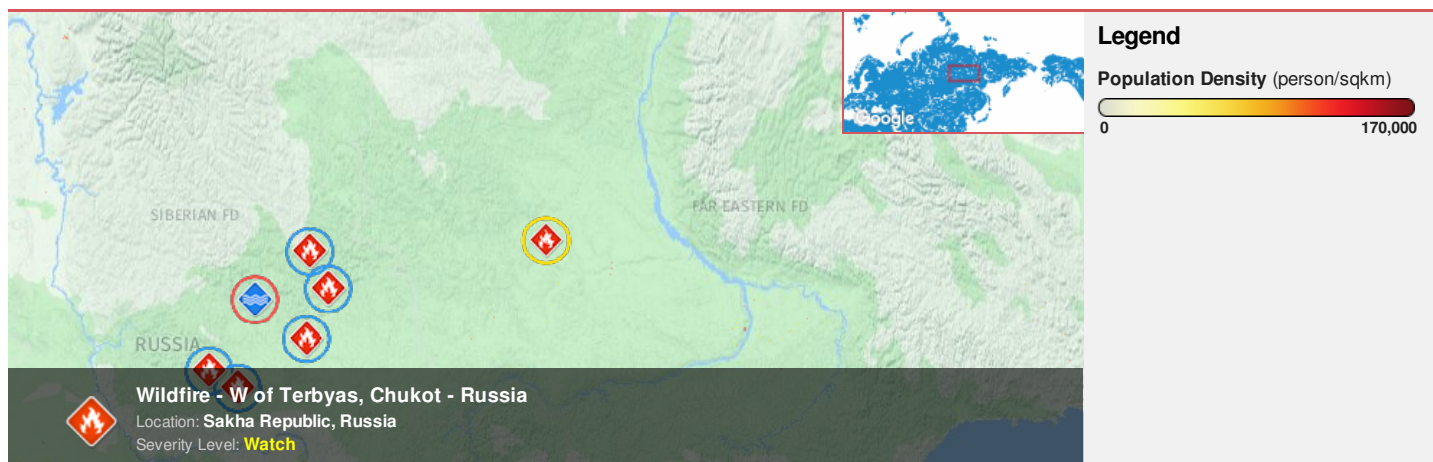 SIBERIAN FD
FAR EASTERN FD
RUSSIA
Google
Wildfire - W of Terbyas, Chukot - Russia
Location: Sakha Republic, Russia
Severity Level: Watch
Legend
Population Density (person/sqkm)
0 170,000